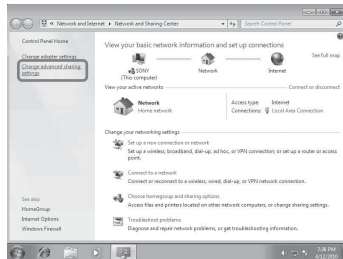 « Network and Internet ▸ Network and Sharing Center
Search Control Panel
Control Panel Home
Change adapter settings
Change advanced sharing settings
View your basic network information and set up connections
See full map
SONY
(This computer)
Network
Internet
View your active networks
Connect or disconnect
Network
Home network
Access type: Internet
Connections: Local Area Connection
Change your networking settings
Set up a new connection or network
Set up a wireless, broadband, dial-up, ad hoc, or VPN connection; or set up a router or access
point.
Connect to a network
Connect or reconnect to a wireless, wired, dial-up, or VPN network connection.
Choose homegroup and sharing options
Access files and printers located on other network computers, or change sharing settings.
Troubleshoot problems
Diagnose and repair network problems, or get troubleshooting information.
See also
HomeGroup
Internet Options
Windows Firewall
7:36 PM
4/12/2010